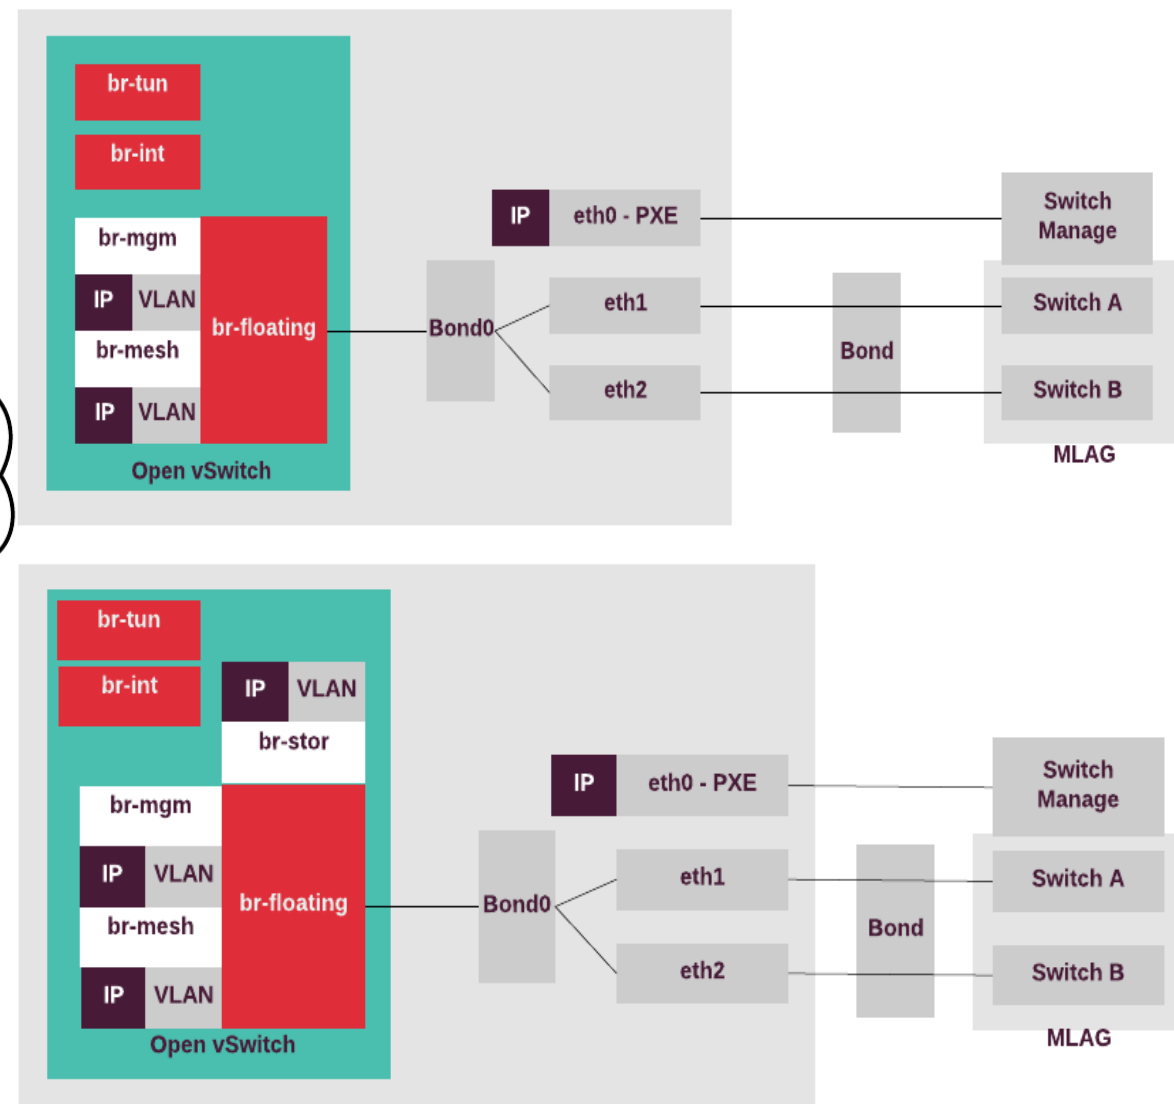 br-tun
br-int
br-mgm
IP VLAN
br-mesh
IP VLAN
br-floating
Open vSwitch
Bond0
IP eth0 - PXE
eth1
eth2
Bond
Switch
Manage
Switch A
Switch B
MLAG
br-tun
br-int
IP VLAN
br-stor
br-mgm
IP VLAN
br-mesh
IP VLAN
br-floating
Open vSwitch
Bond0
IP eth0 - PXE
eth1
eth2
Bond
Switch
Manage
Switch A
Switch B
MLAG